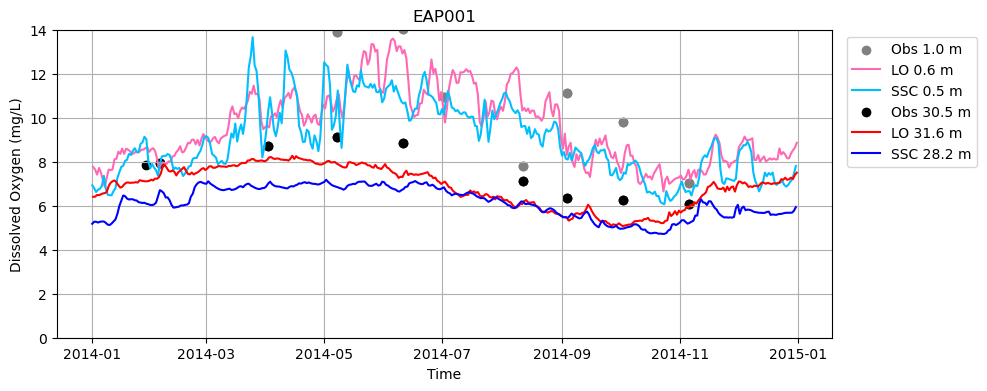 EAP001
Dissolved Oxygen (mg/L)
14
12
10
8
6
4
2
0
2014-01 2014-03 2014-05 2014-07 2014-09 2014-11 2015-01
Time
Obs 1.0 m
LO 0.6 m
SSC 0.5 m
Obs 30.5 m
LO 31.6 m
SSC 28.2 m